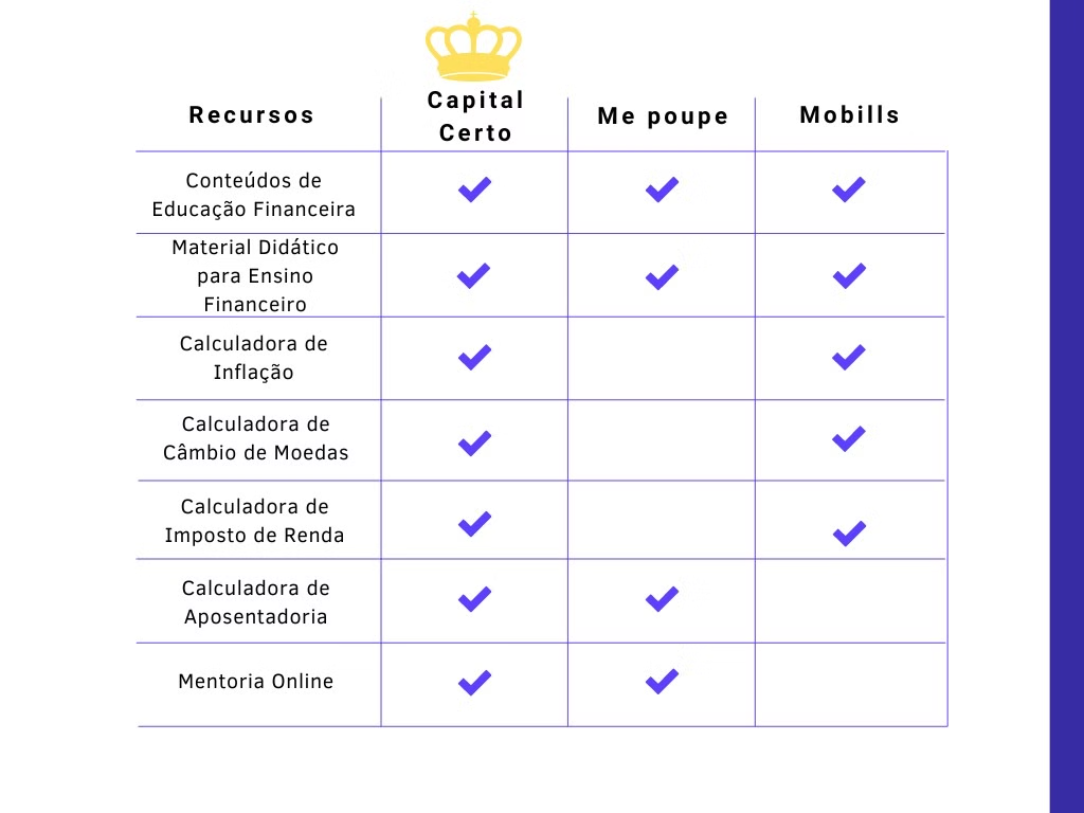 Recursos
Capital
Certo
Me poupe
Mobills
Conteúdos de
Educação Financeira
Material Didático
para Ensino
Financeiro
Calculadora de
Inflação
Calculadora de
Câmbio de Moedas
Calculadora de
Imposto de Renda
Calculadora de
Aposentadoria
Mentoria Online